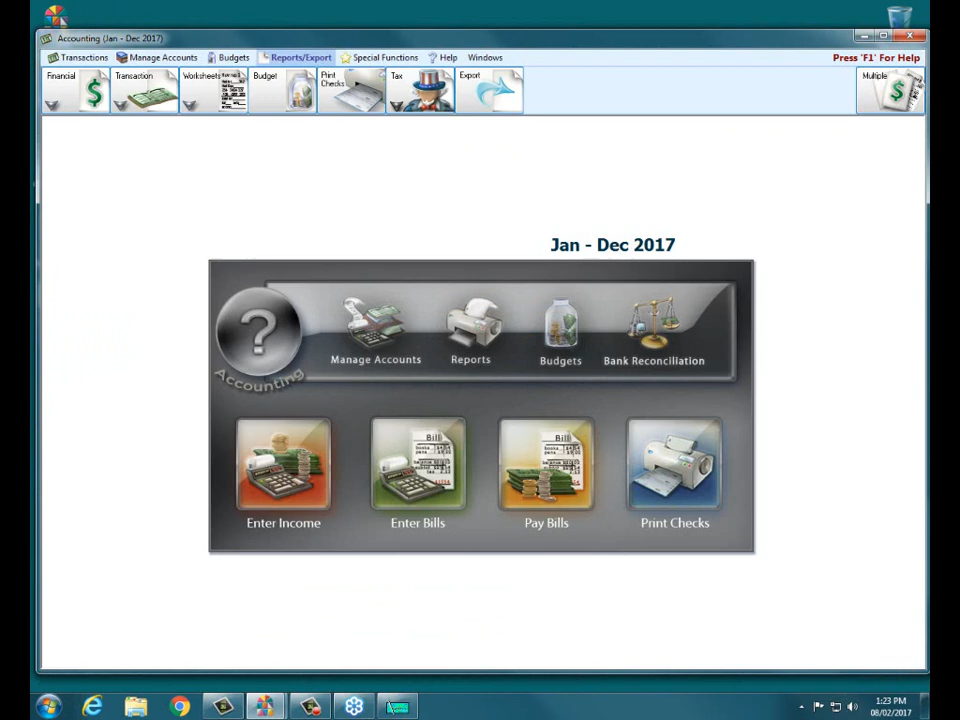 Accounting (Jan - Dec 2017)
Transactions Manage Accounts Budgets Reports/Export Special Functions Help Windows Press 'F1' For Help
Financial Transaction Worksheets Budget Print Checks Tax Export Multiple
Jan - Dec 2017
?
Manage Accounts Reports Budgets Bank Reconciliation
Accounting
Bill Bill
Enter Income Enter Bills Pay Bills Print Checks
1:23 PM
08/02/2017